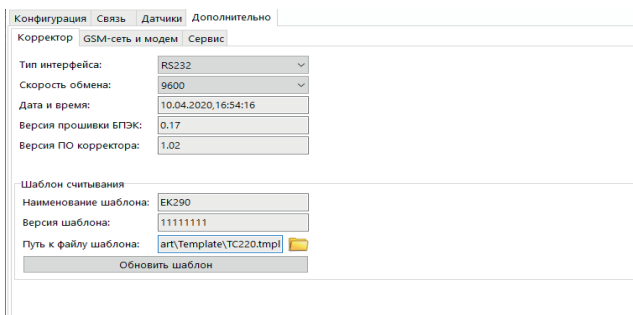 Конфигурация Связь Датчики Дополнительно
Корректор GSM-сеть и модем Сервис
Тип интерфейса: RS232
Скорость обмена: 9600
Дата и время: 10.04.2020,16:54:16
Версия прошивки БПЭК: 0.17
Версия ПО корректора: 1.02
Шаблон считывания
Наименование шаблона: EK290
Версия шаблона: 11111111
Путь к файлу шаблона: art\Template\TC220.tmpl
Обновить шаблон